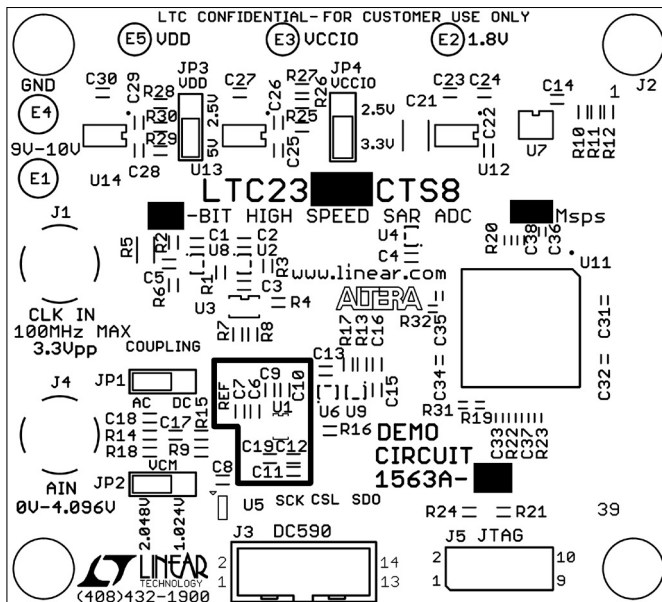 LTC CONFIDENTIAL-FOR CUSTOMER USE ONLY
E5 VDD E3 VCCIO E2 1.8V
GND J2
C30 C29 R28 JP3 VDD C27 C26 R27 R26 JP4 VCCIO C23 C24 C14 1
E4 R30 2.5V R25 2.5V C21 C22
9V-10V R29 5V 3.3V U7 R10 R11 R12
E1 U14 C28 U13 C25 U12
LTC23 CTS8
-BIT HIGH SPEED SAR ADC Msps
J1 R5 R2 C1 C2 U4 R20 C38 C36
C5 U8 U2 R3 C4 U11
R6 R1 C3 www.linear.com
U3 R4 ALTERA R32 C31
CLK IN
100MHz MAX R7 R8 R17 R13 C16 C35
3.3Vpp
COUPLING
J4 JP1 REF C7 C6 C9 C10 C13 C15 C34 C32
AC DC U1 U6 U9 R31 R19
C18 C17 R15 R16
R14 C19 DEMO C33 R22 C37 R23
R18 R9 C11 C12 CIRCUIT
VCM 1563A-
AIN JP2 C8
0V-4.096V U5 SCK CSL SDO R24 R21 39
2.048V 1.024V J3 DC590 J5 JTAG
LINEAR 2 14 2 10
TECHNOLOGY 1 13 1 9
(408)432-1900